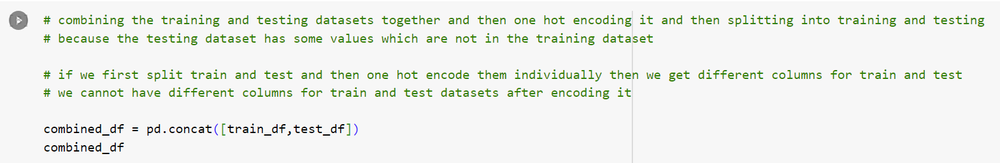 # combining the training and testing datasets together and then one hot encoding it and then splitting into training and testing
# because the testing dataset has some values which are not in the training dataset
# if we first split train and test and then one hot encode them individually then we get different columns for train and test
# we cannot have different columns for train and test datasets after encoding it
combined_df = pd.concat([train_df,test_df])
combined_df